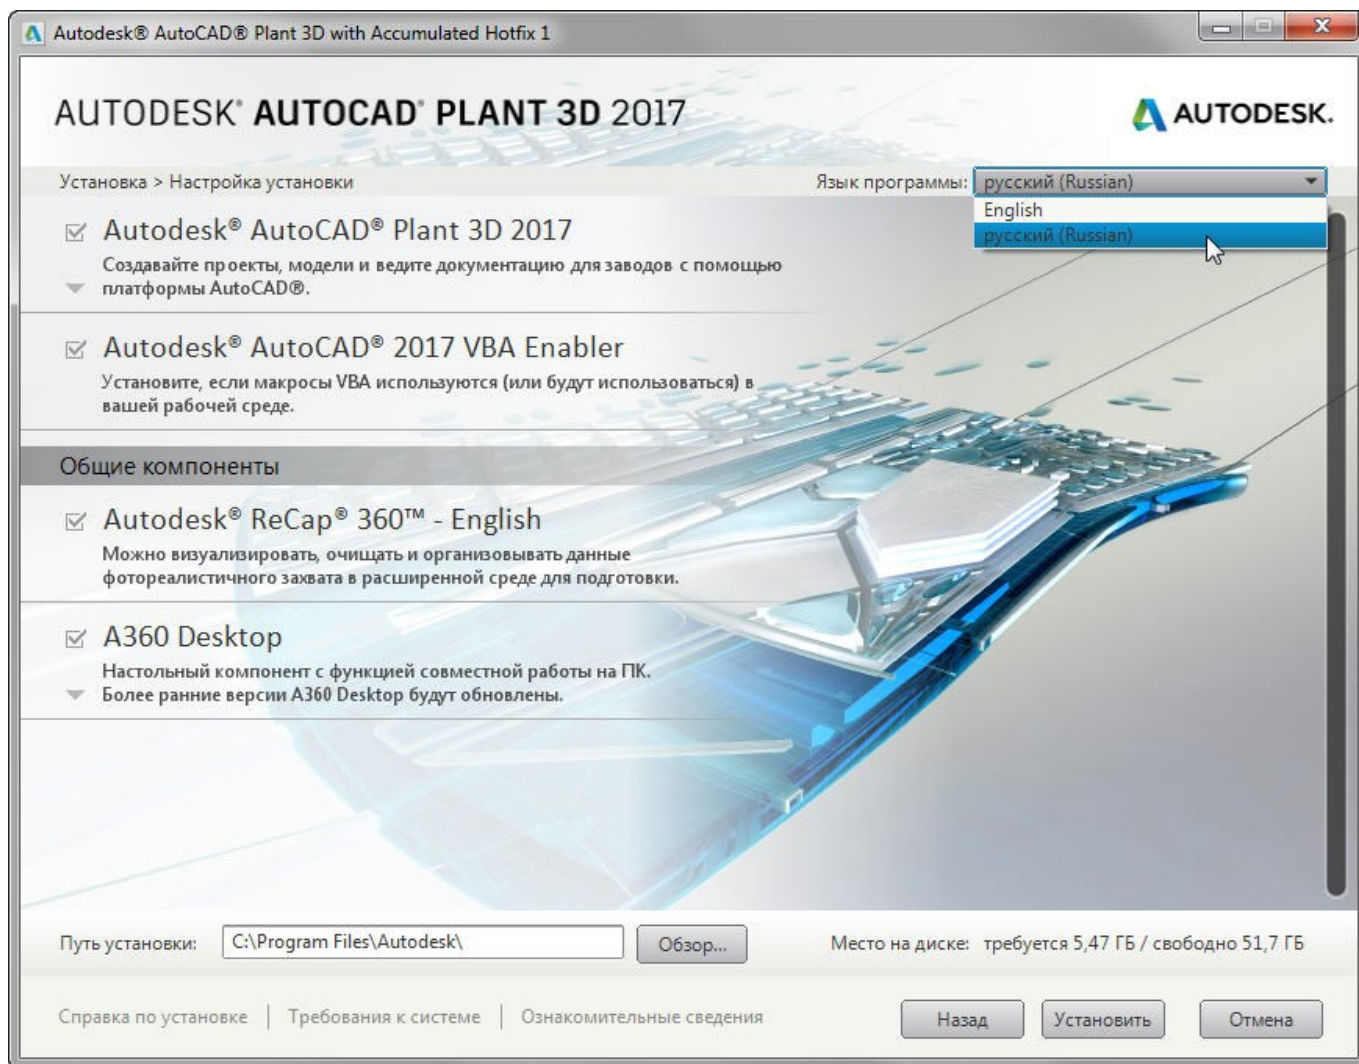 Autodesk® AutoCAD® Plant 3D with Accumulated Hotfix 1
AUTODESK® AUTOCAD® PLANT 3D 2017
AUTODESK.
Установка > Настройка установки
Язык программы: русский (Russian)
English
русский (Russian)
Autodesk® AutoCAD® Plant 3D 2017
Создавайте проекты, модели и ведите документацию для заводов с помощью
платформы AutoCAD®.
Autodesk® AutoCAD® 2017 VBA Enabler
Установите, если макросы VBA используются (или будут использоваться) в
вашей рабочей среде.
Общие компоненты
Autodesk® ReCap® 360™ - English
Можно визуализировать, очищать и организовывать данные
фотореалистичного захвата в расширенной среде для подготовки.
A360 Desktop
Настольный компонент с функцией совместной работы на ПК.
Более ранние версии A360 Desktop будут обновлены.
Путь установки: C:\Program Files\Autodesk\ Обзор... Место на диске: требуется 5,47 ГБ / свободно 51,7 ГБ
Справка по установке | Требования к системе | Ознакомительные сведения Назад Установить Отмена